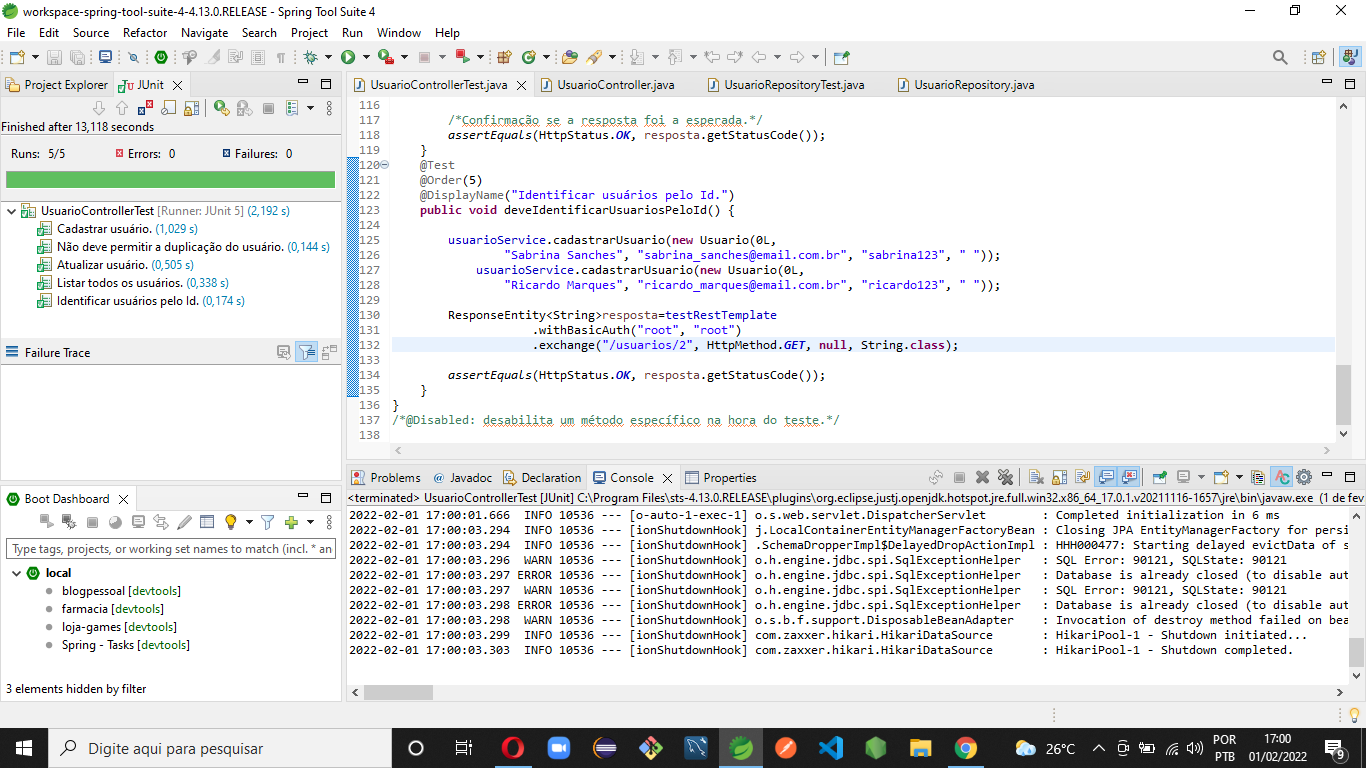 workspace-spring-tool-suite-4-4.13.0.RELEASE - Spring Tool Suite 4
File Edit Source Refactor Navigate Search Project Run Window Help
Project Explorer JUnit
Finished after 13,118 seconds
Runs: 5/5 Errors: 0 Failures: 0
UsuarioControllerTest [Runner: JUnit 5] (2,192 s)
Cadastrar usuário. (1,029 s)
Não deve permitir a duplicação do usuário. (0,144 s)
Atualizar usuário. (0,505 s)
Listar todos os usuários. (0,338 s)
Identificar usuários pelo Id. (0,174 s)
Failure Trace
Boot Dashboard
Type tags, projects, or working set names to match (incl. * an
local
blogpessoal [devtools]
farmacia [devtools]
loja-games [devtools]
Spring - Tasks [devtools]
3 elements hidden by filter
UsuarioControllerTest.java UsuarioController.java UsuarioRepositoryTest.java UsuarioRepository.java
116
117 /*Confirmação se a resposta foi a esperada.*/
118 assertEquals(HttpStatus.OK, resposta.getStatusCode());
119 }
120 @Test
121 @Order(5)
122 @DisplayName("Identificar usuários pelo Id.")
123 public void deveIdentificarUsuariosPeloId() {
124
125 usuarioService.cadastrarUsuario(new Usuario(0L,
126 "Sabrina Sanches", "sabrina_sanches@email.com.br", "sabrina123", " "));
127 usuarioService.cadastrarUsuario(new Usuario(0L,
128 "Ricardo Marques", "ricardo_marques@email.com.br", "ricardo123", " "));
129
130 ResponseEntity<String>resposta=testRestTemplate
131 .withBasicAuth("root", "root")
132 .exchange("/usuarios/2", HttpMethod.GET, null, String.class);
133
134 assertEquals(HttpStatus.OK, resposta.getStatusCode());
135 }
136 }
137 /*@Disabled: desabilita um método específico na hora do teste.*/
138
Problems Javadoc Declaration Console Properties
<terminated> UsuarioControllerTest [JUnit] C:\Program Files\sts-4.13.0.RELEASE\plugins\org.eclipse.justj.openjdk.hotspot.jre.full.win32.x86_64_17.0.1.v20211116-1657\jre\bin\javaw.exe (1 de fev
2022-02-01 17:00:01.666 INFO 10536 --- [o-auto-1-exec-1] o.s.web.servlet.DispatcherServlet : Completed initialization in 6 ms
2022-02-01 17:00:03.294 INFO 10536 --- [ionShutdownHook] j.LocalContainerEntityManagerFactoryBean : Closing JPA EntityManagerFactory for persi
2022-02-01 17:00:03.294 INFO 10536 --- [ionShutdownHook] .SchemaDropperImpl$DelayedDropActionImpl : HHH000477: Starting delayed evictData of s
2022-02-01 17:00:03.296 WARN 10536 --- [ionShutdownHook] o.h.engine.jdbc.spi.SqlExceptionHelper : SQL Error: 90121, SQLState: 90121
2022-02-01 17:00:03.297 ERROR 10536 --- [ionShutdownHook] o.h.engine.jdbc.spi.SqlExceptionHelper : Database is already closed (to disable aut
2022-02-01 17:00:03.297 WARN 10536 --- [ionShutdownHook] o.h.engine.jdbc.spi.SqlExceptionHelper : SQL Error: 90121, SQLState: 90121
2022-02-01 17:00:03.298 ERROR 10536 --- [ionShutdownHook] o.h.engine.jdbc.spi.SqlExceptionHelper : Database is already closed (to disable aut
2022-02-01 17:00:03.298 WARN 10536 --- [ionShutdownHook] o.s.b.f.support.DisposableBeanAdapter : Invocation of destroy method failed on bea
2022-02-01 17:00:03.299 INFO 10536 --- [ionShutdownHook] com.zaxxer.hikari.HikariDataSource : HikariPool-1 - Shutdown initiated...
2022-02-01 17:00:03.303 INFO 10536 --- [ionShutdownHook] com.zaxxer.hikari.HikariDataSource : HikariPool-1 - Shutdown completed.
Digite aqui para pesquisar
26°C
POR
PTB
17:00
01/02/2022
9